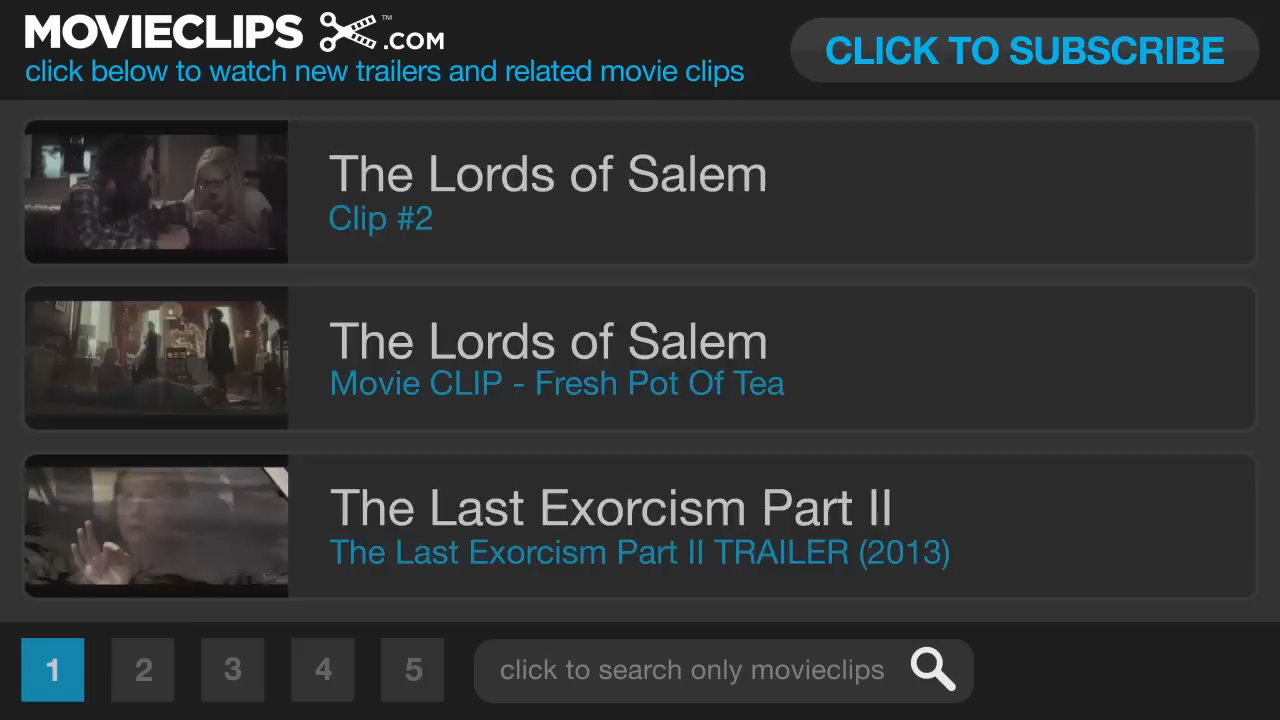 MOVIECLIPS ™ .COM
click below to watch new trailers and related movie clips
CLICK TO SUBSCRIBE
The Lords of Salem
Clip #2
The Lords of Salem
Movie CLIP - Fresh Pot Of Tea
The Last Exorcism Part II
The Last Exorcism Part II TRAILER (2013)
1 2 3 4 5 click to search only movieclips